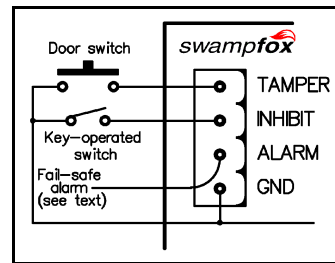 swampfox
Door switch
TAMPER
INHIBIT
Key-operated
switch
ALARM
Fail-safe
alarm
(see text)
GND